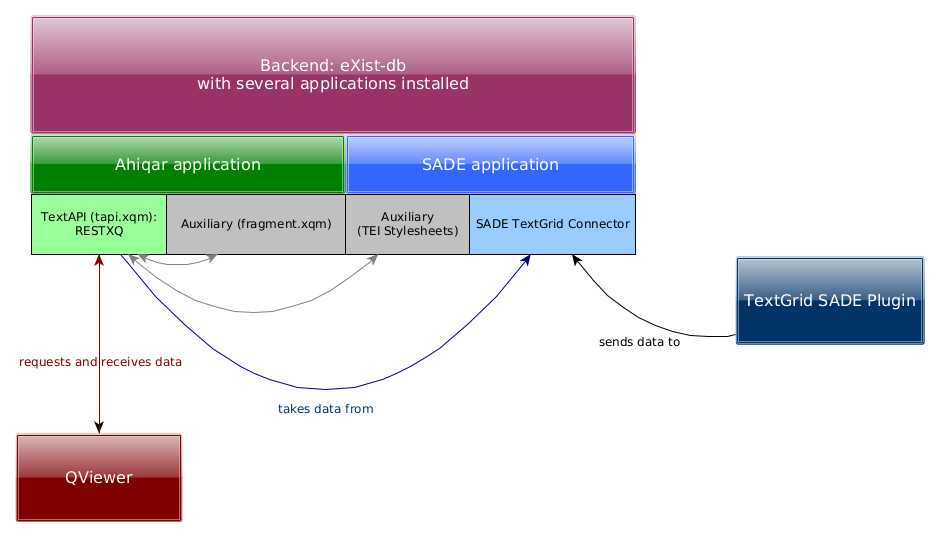 Backend: eXist-db
with several applications installed
Ahiqar application
SADE application
TextAPI (tapi.xqm):
RESTXQ
Auxiliary (fragment.xqm)
Auxiliary
(TEI Stylesheets)
SADE TextGrid Connector
TextGrid SADE Plugin
sends data to
requests and receives data
takes data from
QViewer